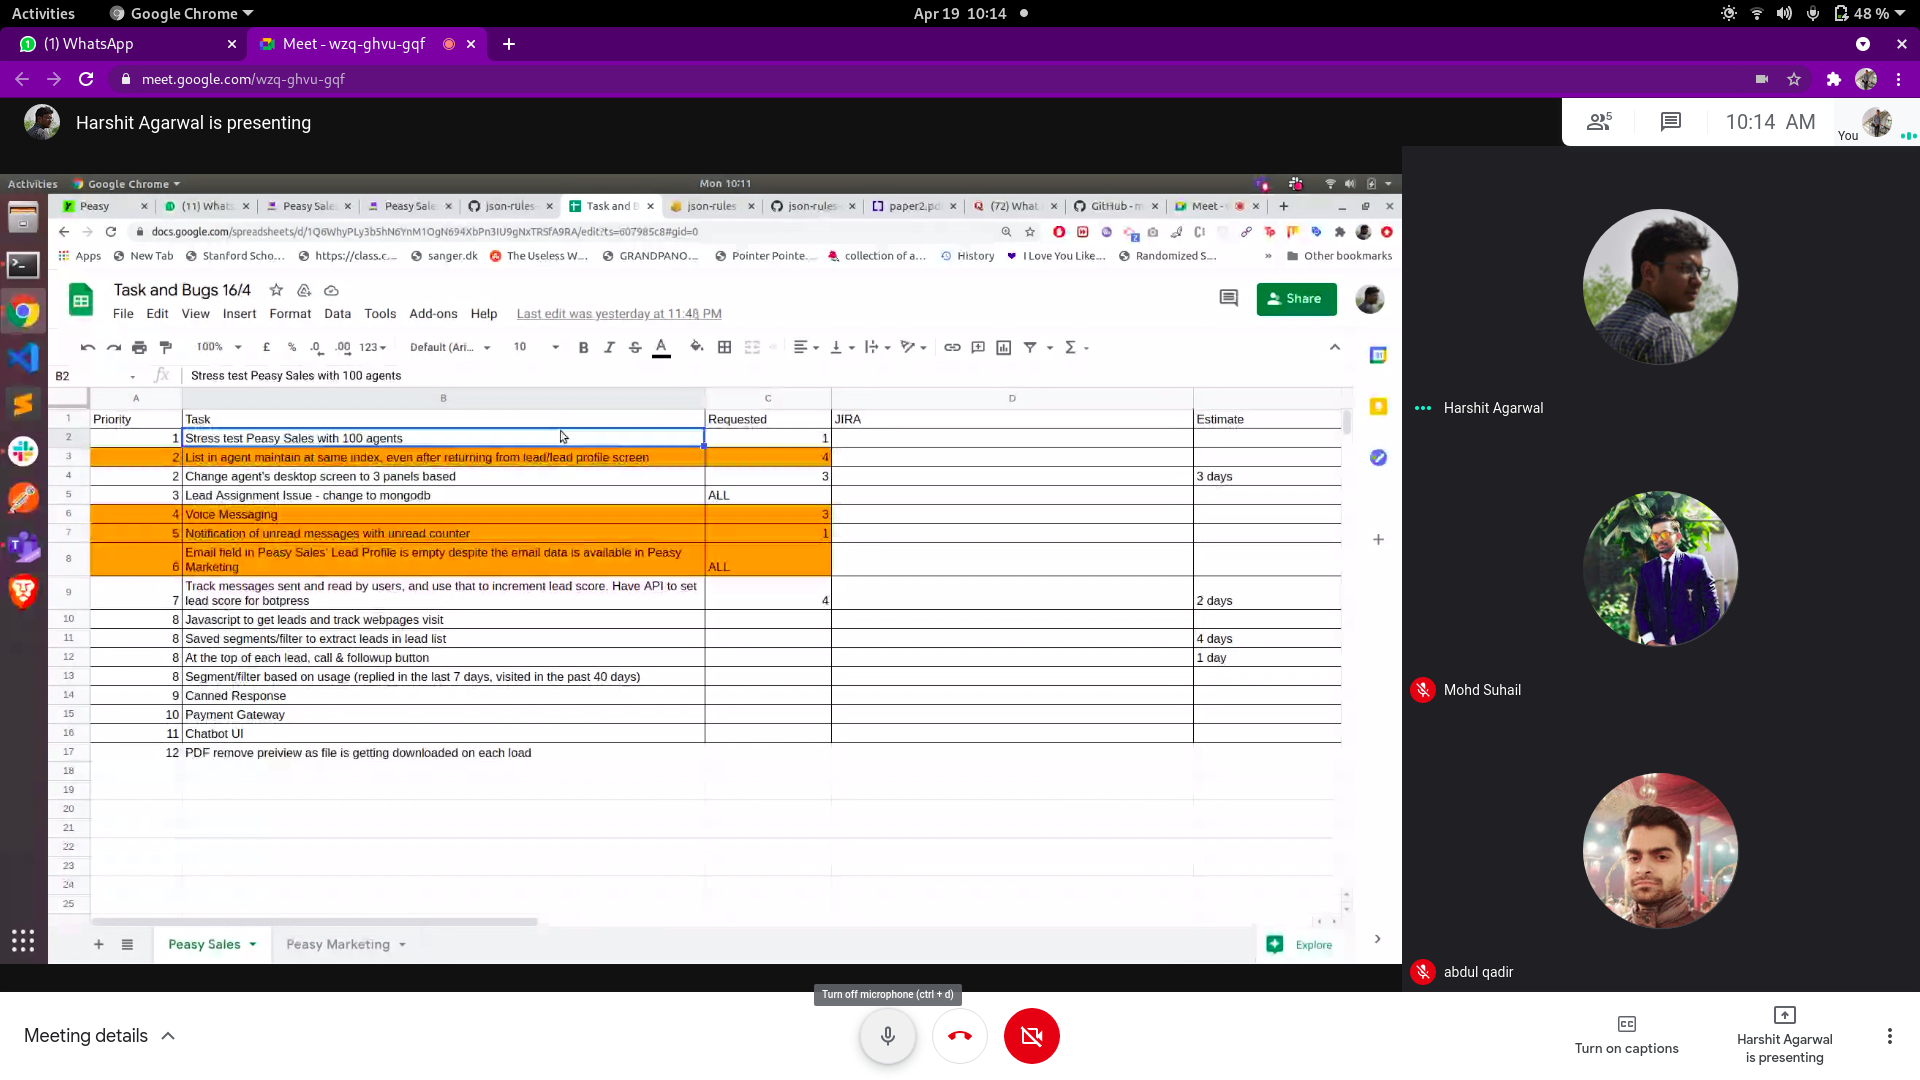 Activities Google Chrome Apr 19 10:14 48 %
(1) WhatsApp Meet - wzq-ghvu-gqf
meet.google.com/wzq-ghvu-gqf
Harshit Agarwal is presenting 5 10:14 AM You
Activities Google Chrome Mon 10:11
Peasy (11) Whats Peasy Sale Peasy Sale json-rules- Task and B json-rules json-rules- paper2.pd (72) What GitHub - m Meet -
docs.google.com/spreadsheets/d/1Q6WhyPLy3b5hN6YnM1OgN694XbPn3IU9gNxTRSfA9RA/edit?ts=607985c8#gid=0
Apps New Tab Stanford Scho... https://class.c... sanger.dk The Useless W... GRANDPANO... Pointer Pointe... collection of a... History I Love You Like... Randomized S... » Other bookmarks
Task and Bugs 16/4
File Edit View Insert Format Data Tools Add-ons Help Last edit was yesterday at 11:48 PM
Share
100% £ % .0 .00 123 Default (Ari... 10 B I S A
B2 fx Stress test Peasy Sales with 100 agents
A B C D
1 Priority Task Requested JIRA Estimate
2 1 Stress test Peasy Sales with 100 agents 1
3 2 List in agent maintain at same index, even after returning from lead/lead profile screen 4
4 2 Change agent's desktop screen to 3 panels based 3 3 days
5 3 Lead Assignment Issue - change to mongodb ALL
6 4 Voice Messaging 3
7 5 Notification of unread messages with unread counter 1
8 Email field in Peasy Sales' Lead Profile is empty despite the email data is available in Peasy
6 Marketing ALL
9 Track messages sent and read by users, and use that to increment lead score. Have API to set
7 lead score for botpress 4 2 days
10 8 Javascript to get leads and track webpages visit
11 8 Saved segments/filter to extract leads in lead list 4 days
12 8 At the top of each lead, call & followup button 1 day
13 8 Segment/filter based on usage (replied in the last 7 days, visited in the past 40 days)
14 9 Canned Response
15 10 Payment Gateway
16 11 Chatbot UI
17 12 PDF remove preiview as file is getting downloaded on each load
18
19
20
21
22
23
24
25
Peasy Sales Peasy Marketing Explore
Harshit Agarwal
Mohd Suhail
abdul qadir
Turn off microphone (ctrl + d)
Meeting details
Turn on captions
Harshit Agarwal
is presenting